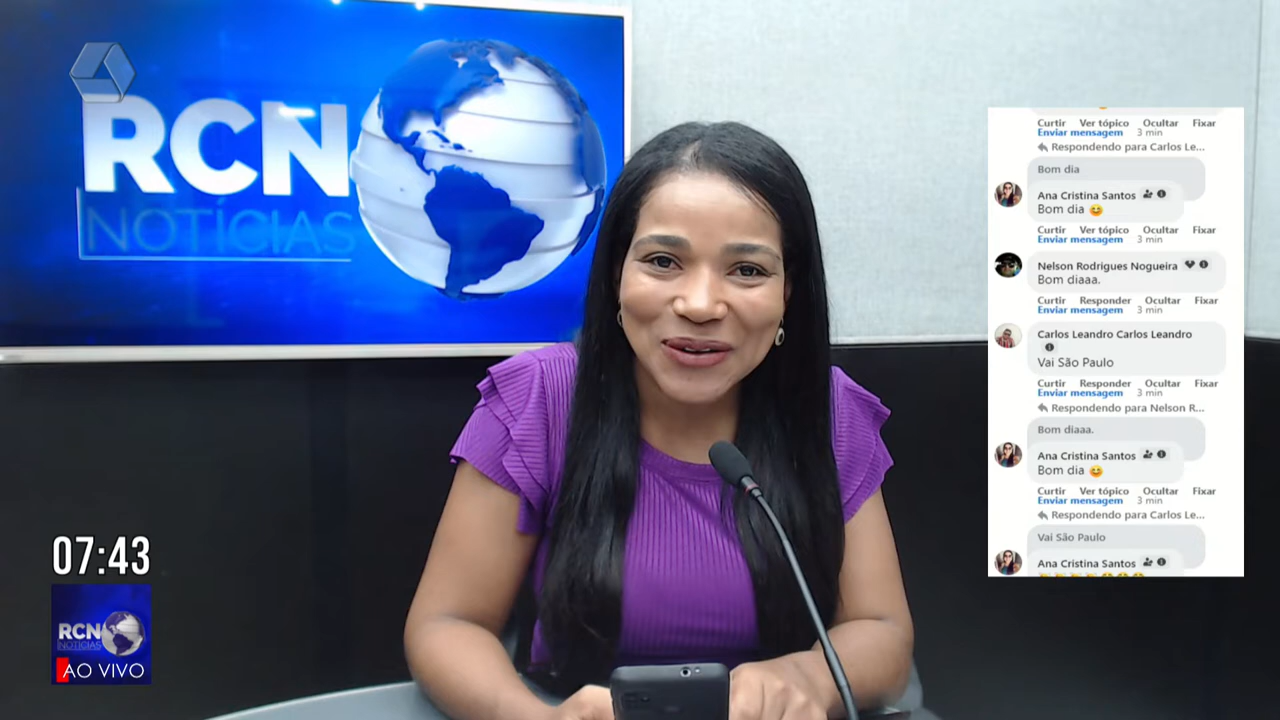 RCN
NOTÍCIAS
07:43
RCN
NOTÍCIAS
AO VIVO
Curtir Ver tópico Ocultar Fixar
Enviar mensagem 3 min
Respondendo para Carlos Le...
Bom dia
Ana Cristina Santos
Bom dia 😊
Curtir Ver tópico Ocultar Fixar
Enviar mensagem 3 min
Nelson Rodrigues Nogueira
Bom diaaa.
Curtir Responder Ocultar Fixar
Enviar mensagem 3 min
Carlos Leandro Carlos Leandro
Vai São Paulo
Curtir Responder Ocultar Fixar
Enviar mensagem 3 min
Respondendo para Nelson R...
Bom diaaa.
Ana Cristina Santos
Bom dia 😊
Curtir Ver tópico Ocultar Fixar
Enviar mensagem 3 min
Respondendo para Carlos Le...
Vai São Paulo
Ana Cristina Santos